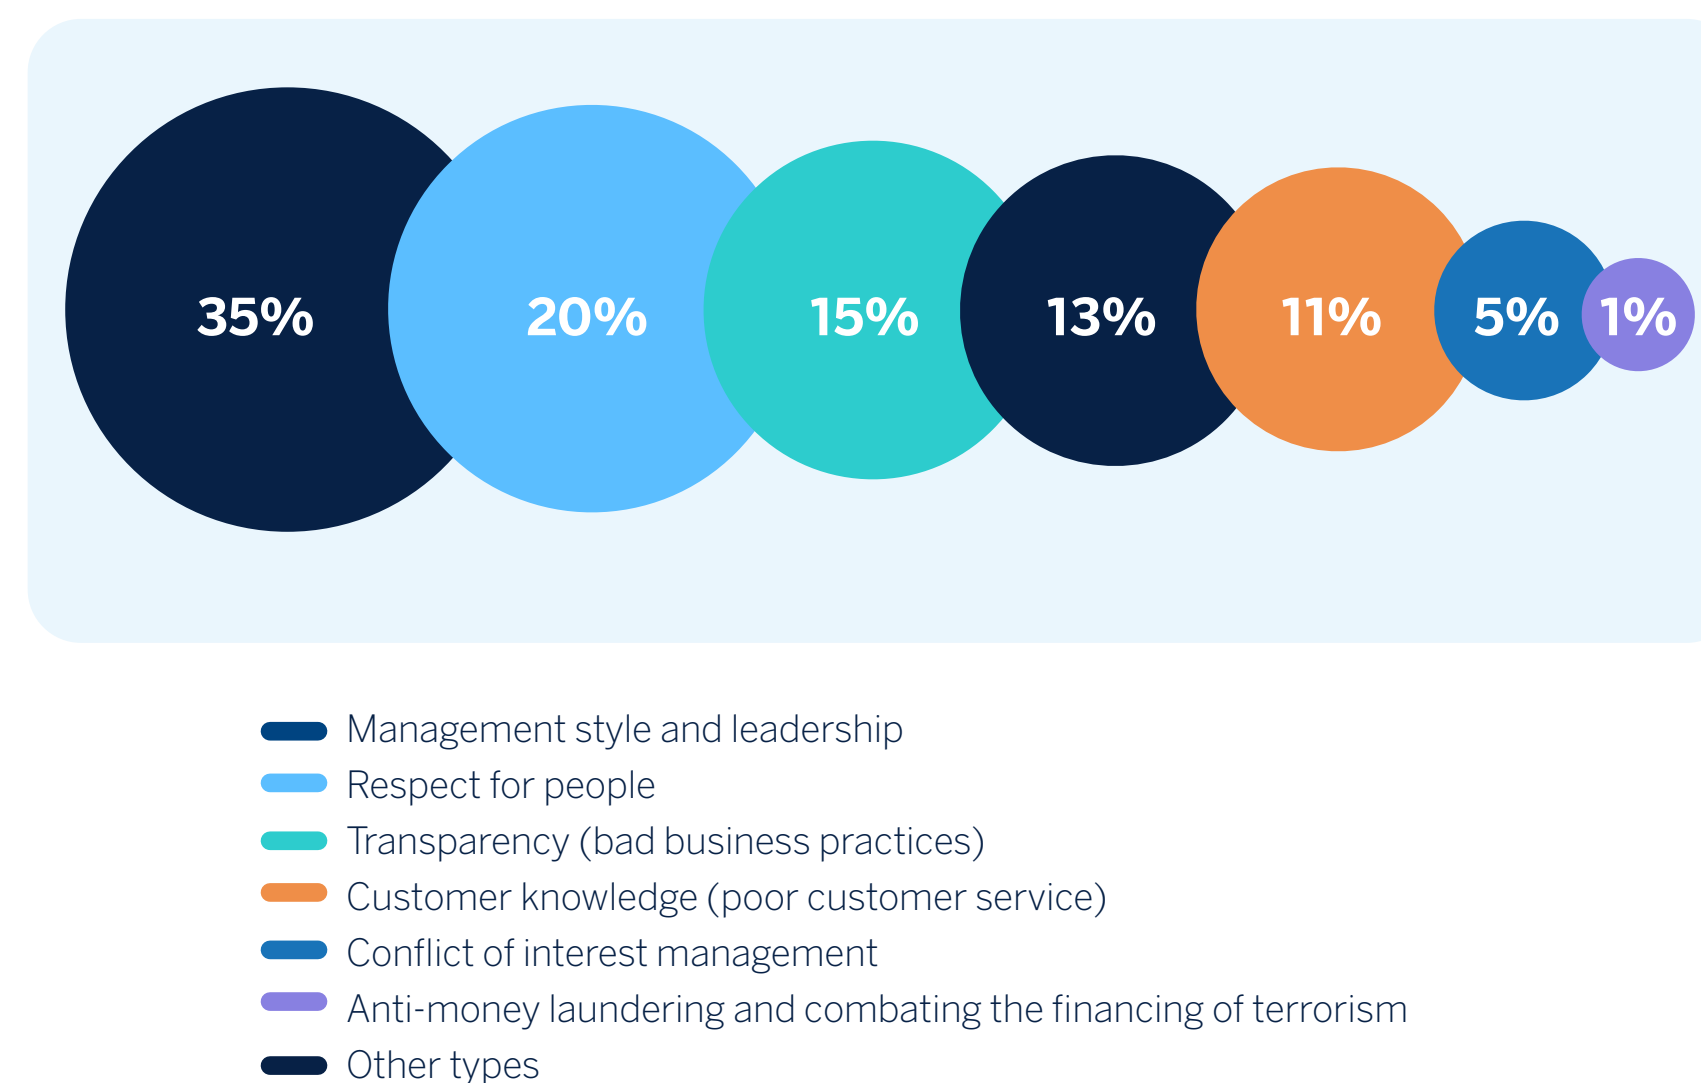 35%
20%
15%
13%
11%
5%
1%
Management style and leadership
Respect for people
Transparency (bad business practices)
Customer knowledge (poor customer service)
Conflict of interest management
Anti-money laundering and combating the financing of terrorism
Other types